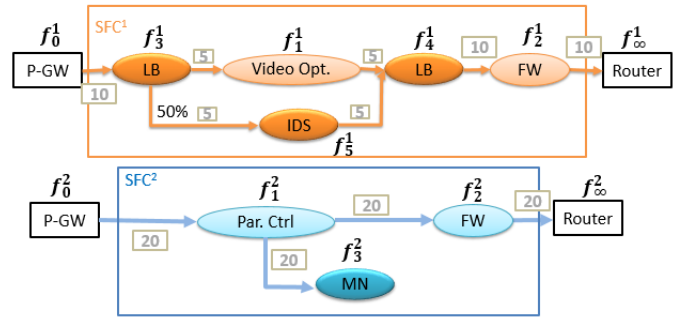 SFC¹
f₀¹ f₃¹ f₁¹ f₄¹ f₂¹ f∞¹
P-GW LB 5 Video Opt. 5 LB 10 FW 10 Router
10 50% 5 IDS 5
f₅¹
SFC²
f₀² f₁² f₂² f∞²
P-GW 20 Par. Ctrl 20 FW 20 Router
20 f₃²
MN